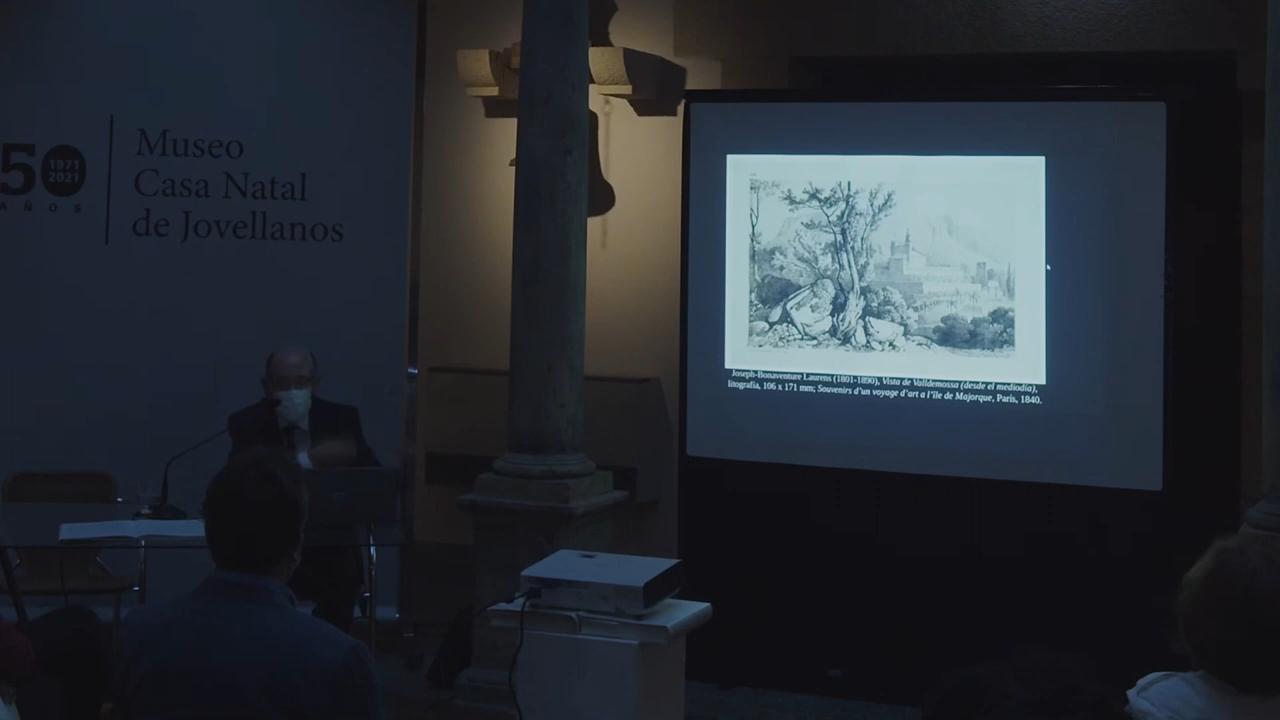 50
1971
2021
AÑOS
Museo
Casa Natal
de Jovellanos
Joseph-Bonaventure Laurens (1801-1890), Vista de Valldemossa (desde el mediodía),
litografía, 106 x 171 mm; Souvenirs d'un voyage d'art a l'île de Majorque, París, 1840.